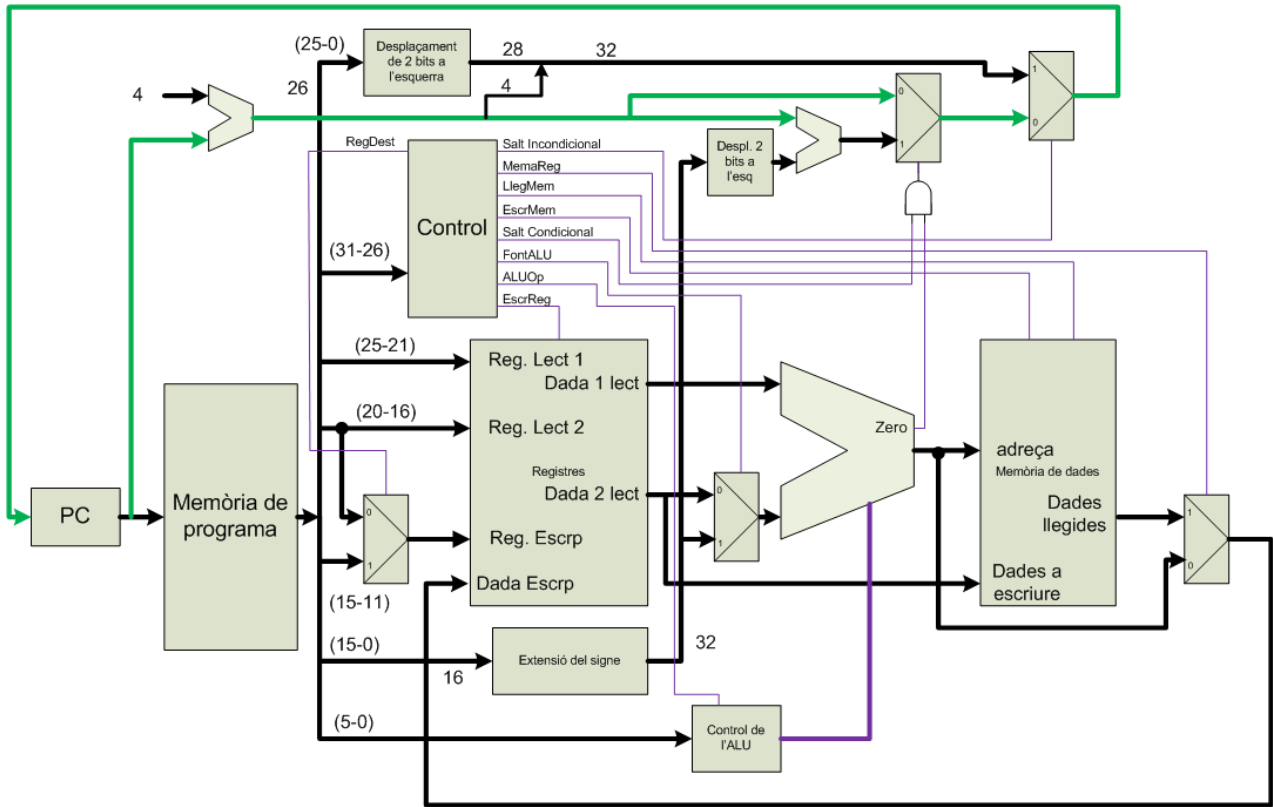 (25-0)
26
Desplaçament
de 2 bits a
l'esquerra
28
32
4
4
1
0
0
1
RegDest
Control
Salt Incondicional
MemaReg
LlegMem
EscrMem
Salt Condicional
FontALU
ALUOp
EscrReg
Despl. 2
bits a
l'esq
(31-26)
(25-21)
(20-16)
PC
Memòria de
programa
0
1
(15-11)
Reg. Lect 1
Dada 1 lect
Reg. Lect 2
Registres
Dada 2 lect
Reg. Escrp
Dada Escrp
0
1
Zero
adreça
Memòria de dades
Dades
llegides
Dades a
escriure
1
0
(15-0)
16
Extensió del signe
32
(5-0)
Control de
l'ALU